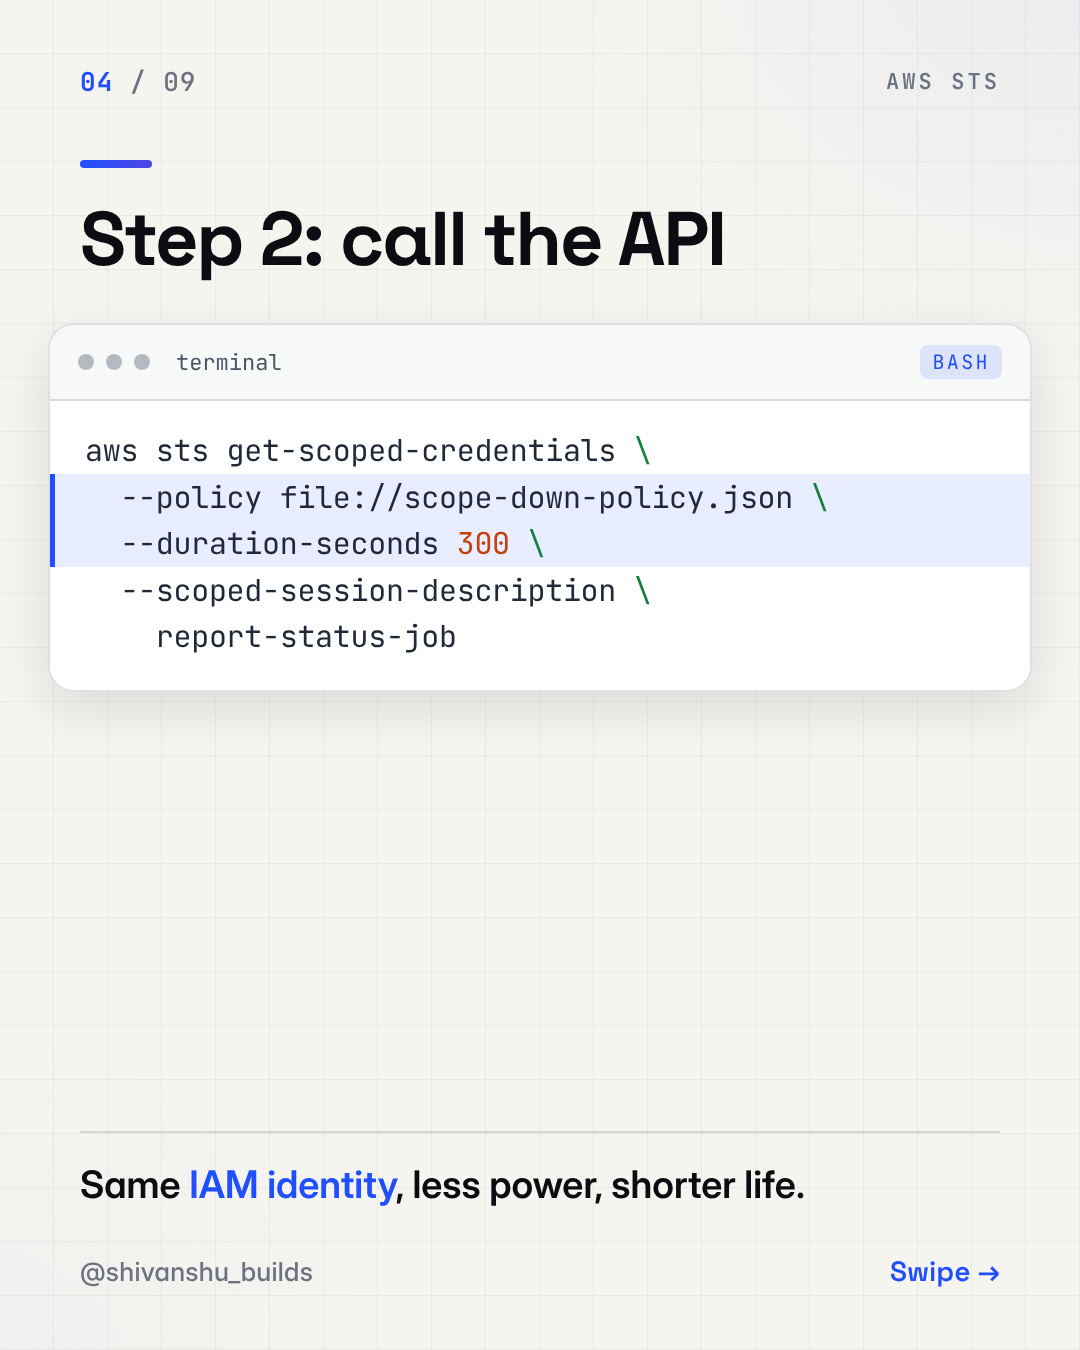 04 / 09
AWS STS
Step 2: call the API
terminal
BASH
aws sts get-scoped-credentials \
--policy file://scope-down-policy.json \
--duration-seconds 300 \
--scoped-session-description \
report-status-job
Same IAM identity, less power, shorter life.
@shivanshu_builds
Swipe →